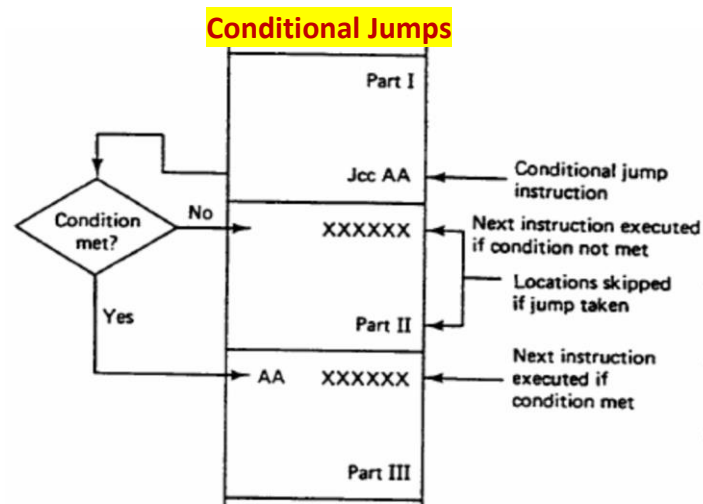 Conditional Jumps
Part I
Jcc AA
Conditional jump
instruction
Condition
met?
No
XXXXXX
Next instruction executed
if condition not met
Locations skipped
if jump taken
Yes
Part II
AA XXXXXX
Next instruction
executed if
condition met
Part III